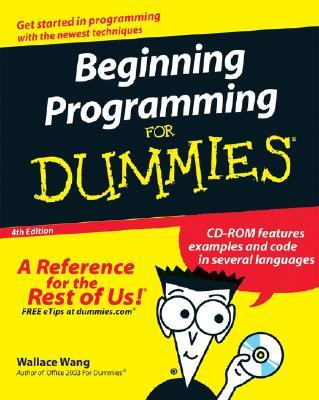 Get started in programming
with the newest techniques
Beginning
Programming
FOR
DUMMIES®
4th Edition
CD-ROM features
examples and code
in several languages
A Reference
for the
Rest of Us!®
FREE eTips at dummies.com®
Wallace Wang
Author of Office 2003 For Dummies®